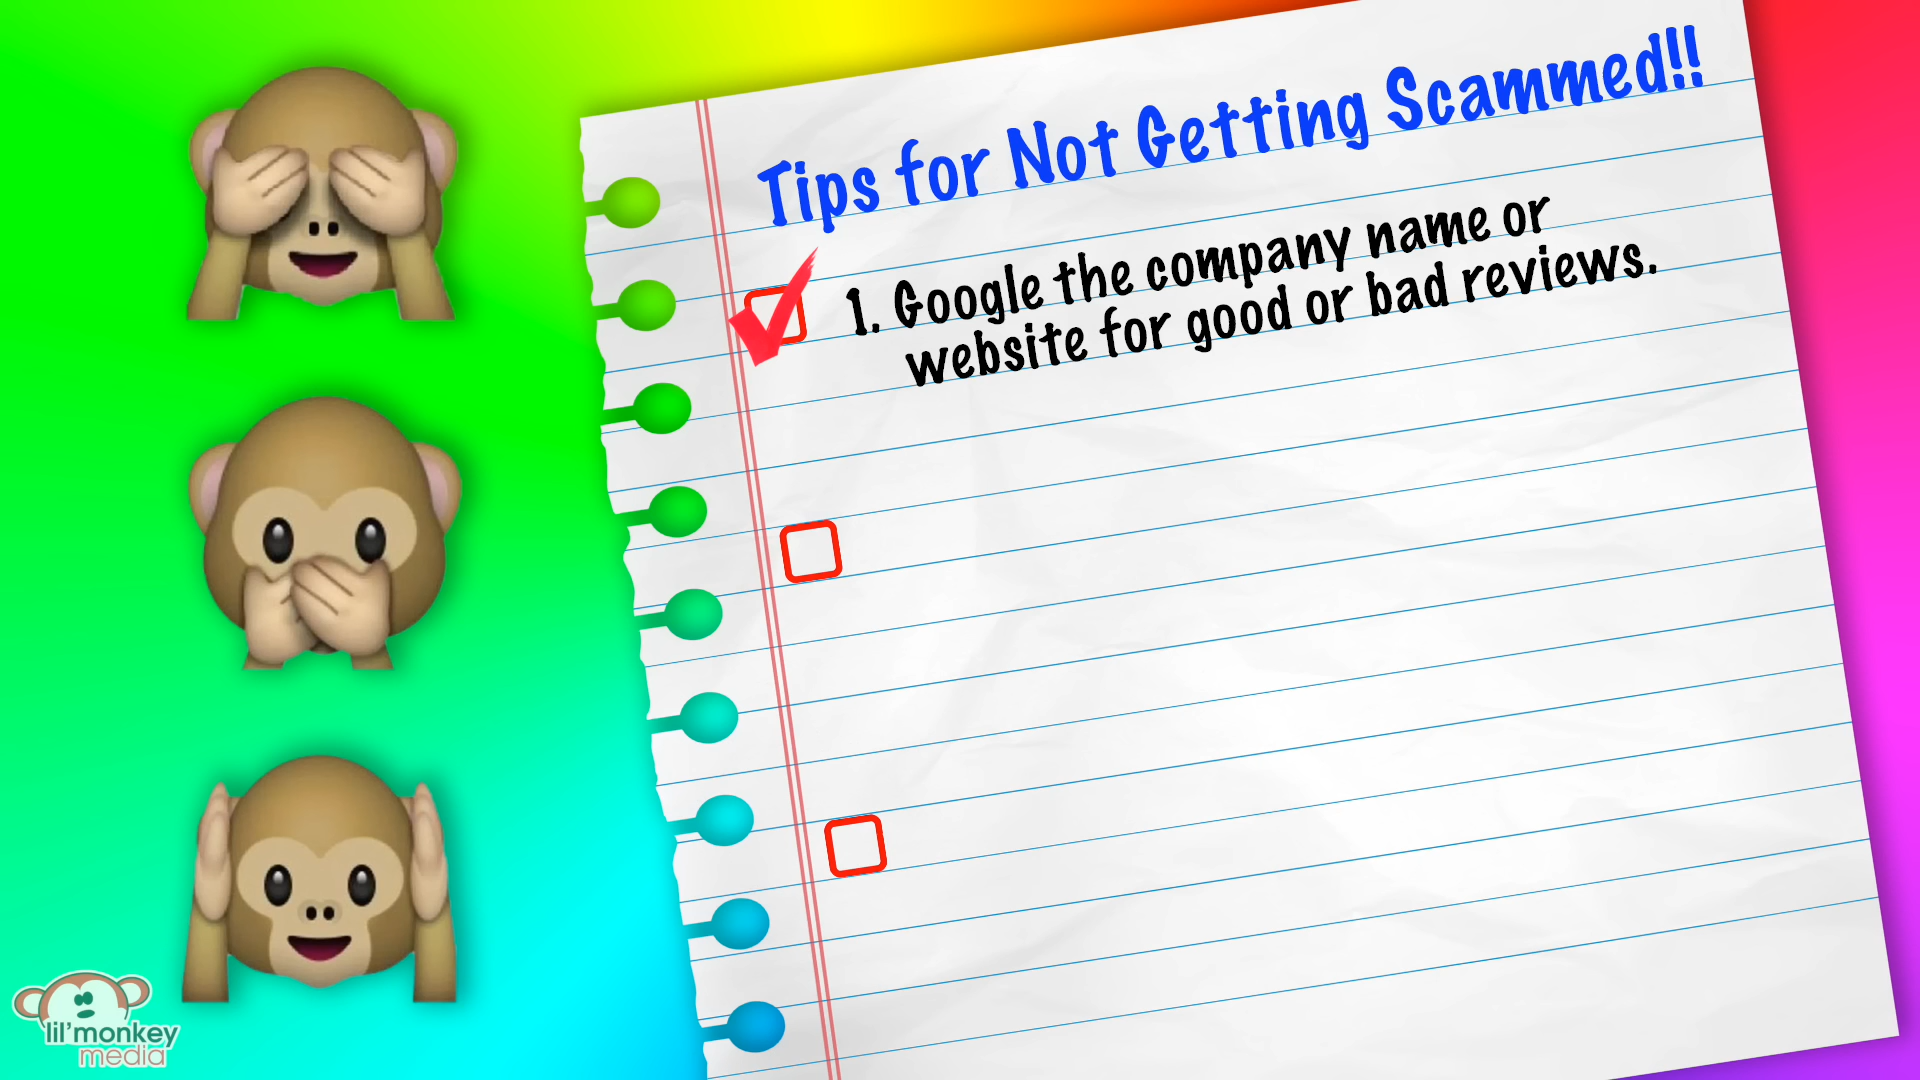 Tips for Not Getting Scammed!!
1. Google the company name or
website for good or bad reviews.
lil'monkey
media